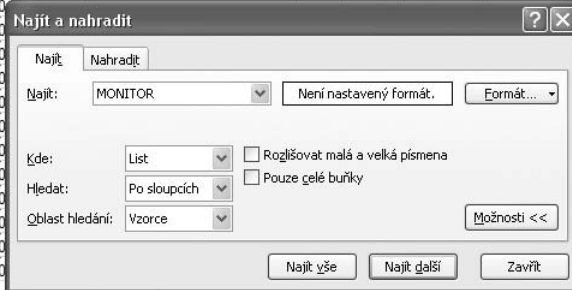 Najít a nahradit
Najít Nahradit
Najít: MONITOR Není nastavený formát. Formát...
Kde: List Rozlišovat malá a velká písmena
Hledat: Po sloupcích Pouze celé buňky
Oblast hledání: Vzorce Možnosti <<
Najít vše Najít další Zavřít